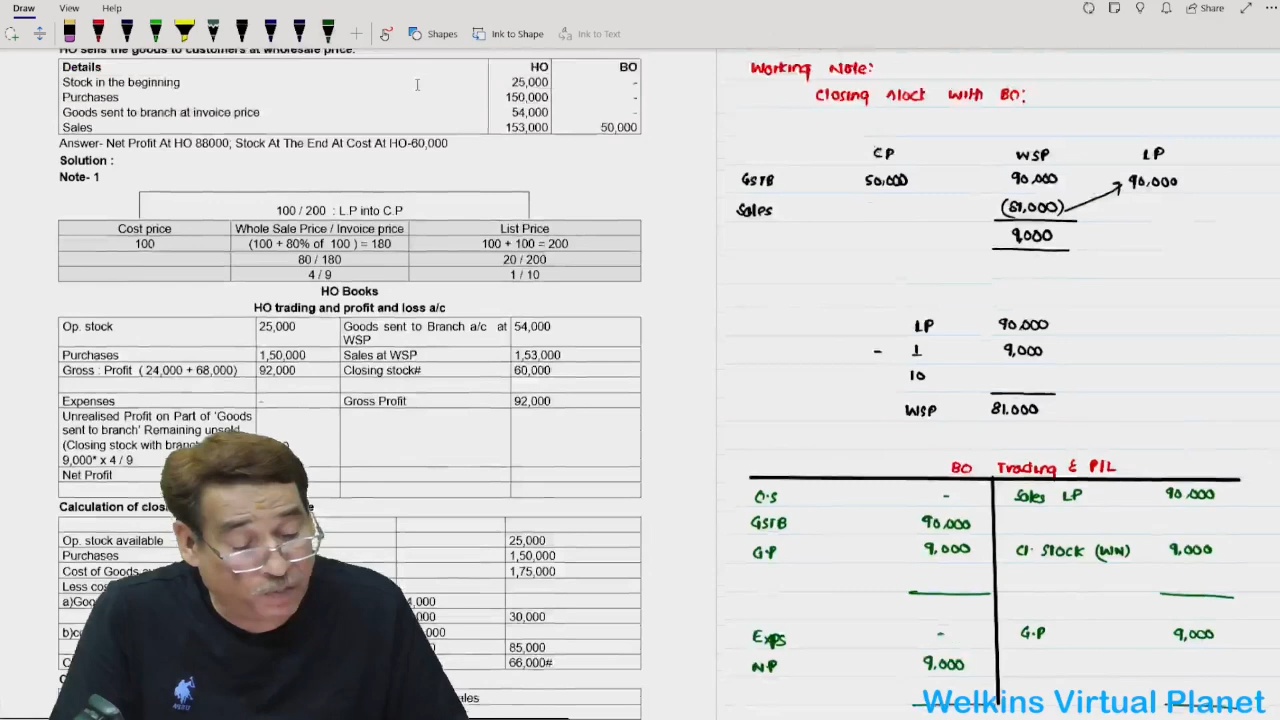 Draw View Help Share
Shapes Ink to Shape Ink to Text
HO sells the goods to customers at wholesale price.
Details HO BO
Stock in the beginning 25,000 -
Purchases 150,000 -
Goods sent to branch at invoice price 54,000 -
Sales 153,000 50,000
Answer- Net Profit At HO 88000, Stock At The End At Cost At HO-60,000
Solution :
Note- 1
100 / 200 : L.P into C.P
Cost price Whole Sale Price / Invoice price List Price
100 (100 + 80% of 100 ) = 180 100 + 100 = 200
80 / 180 20 / 200
4 / 9 1 / 10
HO Books
HO trading and profit and loss a/c
Op. stock 25,000 Goods sent to Branch a/c at WSP 54,000
Purchases 1,50,000 Sales at WSP 1,53,000
Gross : Profit ( 24,000 + 68,000) 92,000 Closing stock# 60,000
Expenses - Gross Profit 92,000
Unrealised Profit on Part of 'Goods
sent to branch' Remaining unsold
(Closing stock with branch
9,000* x 4 / 9
Net Profit
Calculation of
Op. stock available 25,000
Purchases 1,50,000
Cost of Goods 1,75,000
Less
30,000
85,000
66,000#
Working Note:
Closing Stock with BO:
CP WSP LP
GSTB 50,000 90,000 90,000
Sales (81,000)
9,000
LP 90,000
- 1 9,000
10
WSP 81,000
BO Trading & P/L
O.S - Sales LP 90,000
GSTB 90,000
G.P 9,000 Cl. Stock (WN) 9,000
Exps - G.P 9,000
NP 9,000
Welkins Virtual Planet